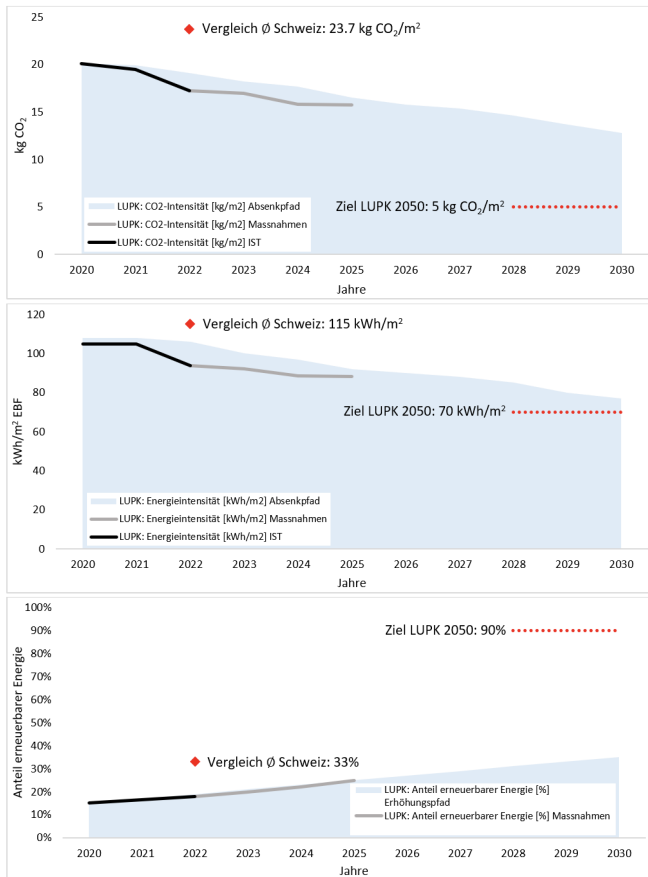 Vergleich Ø Schweiz: 23.7 kg CO₂/m²
kg CO₂
25
20
15
10
5
0
Ziel LUPK 2050: 5 kg CO₂/m²
LUPK: CO2-Intensität [kg/m2] Absenkpfad
LUPK: CO2-Intensität [kg/m2] Massnahmen
LUPK: CO2-Intensität [kg/m2] IST
2020 2021 2022 2023 2024 2025 2026 2027 2028 2029 2030
Jahre
Vergleich Ø Schweiz: 115 kWh/m²
kWh/m² EBF
120
100
80
60
40
20
0
Ziel LUPK 2050: 70 kWh/m²
LUPK: Energieintensität [kWh/m2] Absenkpfad
LUPK: Energieintensität [kWh/m2] Massnahmen
LUPK: Energieintensität [kWh/m2] IST
2020 2021 2022 2023 2024 2025 2026 2027 2028 2029 2030
Jahre
Anteil erneuerbarer Energie
100%
90%
80%
70%
60%
50%
40%
30%
20%
10%
0%
Ziel LUPK 2050: 90%
Vergleich Ø Schweiz: 33%
LUPK: Anteil erneuerbarer Energie [%]
Erhöhungspfad
LUPK: Anteil erneuerbarer Energie [%] Massnahmen
2020 2021 2022 2023 2024 2025 2026 2027 2028 2029 2030
Jahre